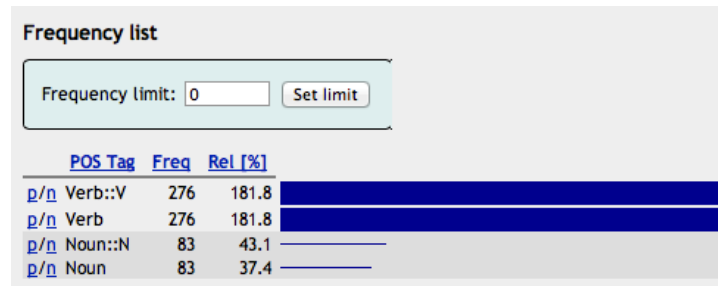 Frequency list
Frequency limit: 0 Set limit
POS Tag Freq Rel [%]
p/n Verb::V 276 181.8
p/n Verb 276 181.8
p/n Noun::N 83 43.1
p/n Noun 83 37.4